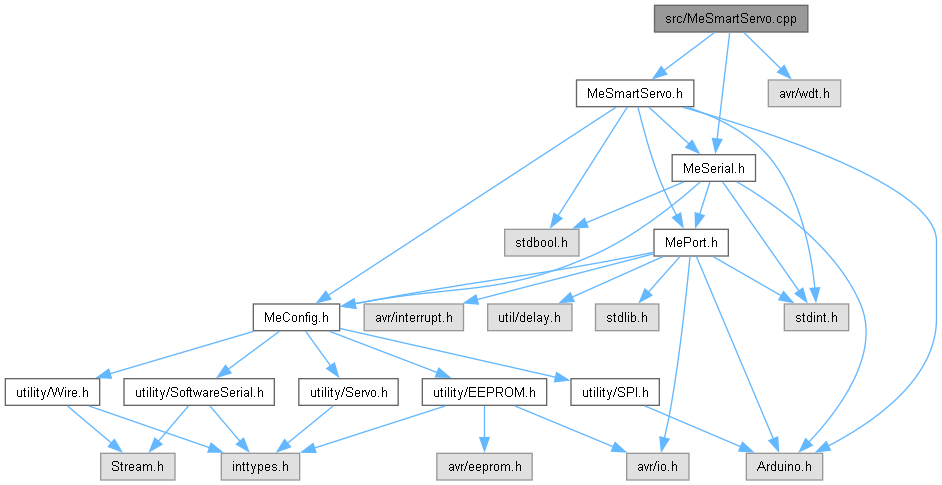 src/MeSmartServo.cpp
MeSmartServo.h
avr/wdt.h
MeSerial.h
stdbool.h
MePort.h
MeConfig.h
avr/interrupt.h
util/delay.h
stdlib.h
stdint.h
utility/Wire.h
utility/SoftwareSerial.h
utility/Servo.h
utility/EEPROM.h
utility/SPI.h
Stream.h
inttypes.h
avr/eeprom.h
avr/io.h
Arduino.h